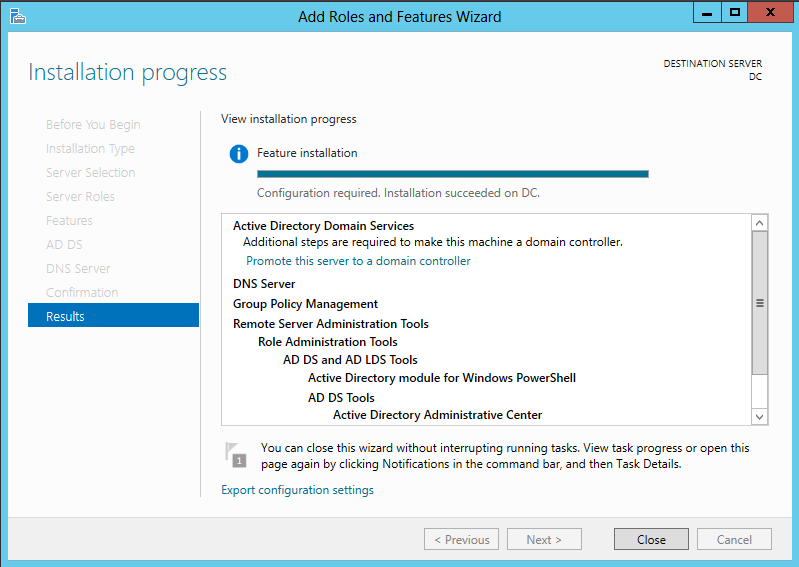 Add Roles and Features Wizard
Installation progress
DESTINATION SERVER
DC
Before You Begin
Installation Type
Server Selection
Server Roles
Features
AD DS
DNS Server
Confirmation
Results
View installation progress
Feature installation
Configuration required. Installation succeeded on DC.
Active Directory Domain Services
Additional steps are required to make this machine a domain controller.
Promote this server to a domain controller
DNS Server
Group Policy Management
Remote Server Administration Tools
Role Administration Tools
AD DS and AD LDS Tools
Active Directory module for Windows PowerShell
AD DS Tools
Active Directory Administrative Center
1
You can close this wizard without interrupting running tasks. View task progress or open this
page again by clicking Notifications in the command bar, and then Task Details.
Export configuration settings
< Previous
Next >
Close
Cancel